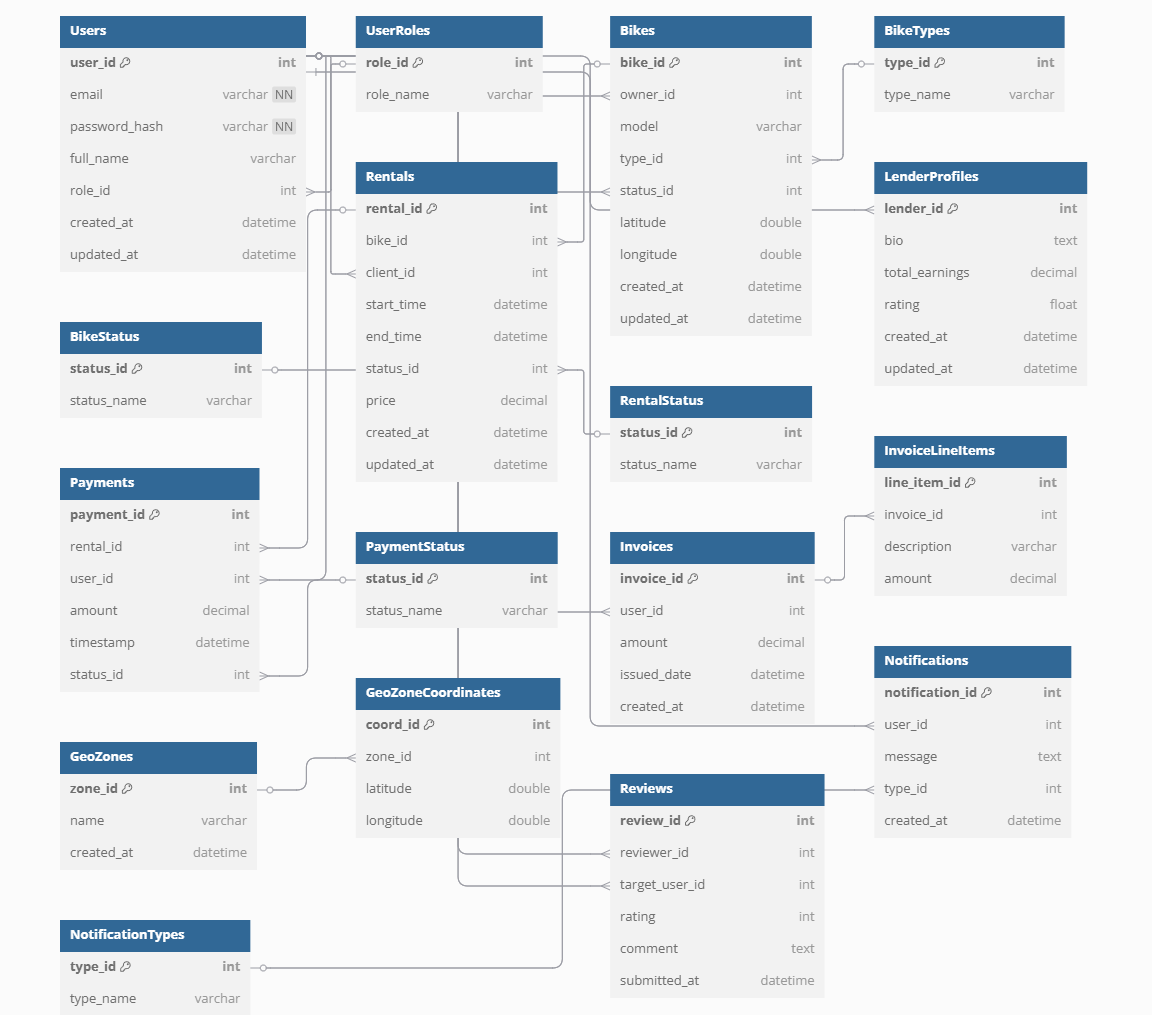 Users
user_id int
email varchar NN
password_hash varchar NN
full_name varchar
role_id int
created_at datetime
updated_at datetime
UserRoles
role_id int
role_name varchar
Bikes
bike_id int
owner_id int
model varchar
type_id int
status_id int
latitude double
longitude double
created_at datetime
updated_at datetime
BikeTypes
type_id int
type_name varchar
Rentals
rental_id int
bike_id int
client_id int
start_time datetime
end_time datetime
status_id int
price decimal
created_at datetime
updated_at datetime
LenderProfiles
lender_id int
bio text
total_earnings decimal
rating float
created_at datetime
updated_at datetime
BikeStatus
status_id int
status_name varchar
RentalStatus
status_id int
status_name varchar
InvoiceLineItems
line_item_id int
invoice_id int
description varchar
amount decimal
Payments
payment_id int
rental_id int
user_id int
amount decimal
timestamp datetime
status_id int
PaymentStatus
status_id int
status_name varchar
Invoices
invoice_id int
user_id int
amount decimal
issued_date datetime
created_at datetime
Notifications
notification_id int
user_id int
message text
type_id int
created_at datetime
GeoZoneCoordinates
coord_id int
zone_id int
latitude double
longitude double
GeoZones
zone_id int
name varchar
created_at datetime
Reviews
review_id int
reviewer_id int
target_user_id int
rating int
comment text
submitted_at datetime
NotificationTypes
type_id int
type_name varchar